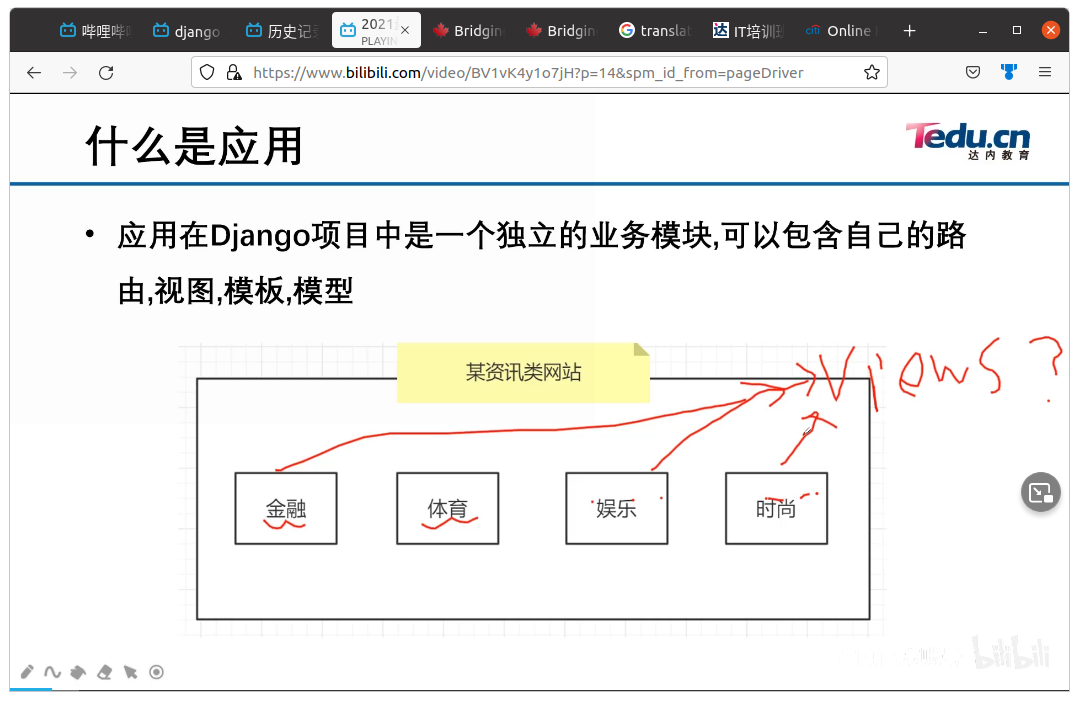 哔哩哔哩
django
历史记录
2021
PLAYIN
Bridgin
Bridgin
translat
IT培训班
citi
Online
https://www.bilibili.com/video/BV1vK4y1o7jH?p=14&spm_id_from=pageDriver
什么是应用
Tedu.cn
达内教育
• 应用在Django项目中是一个独立的业务模块,可以包含自己的路
由,视图,模板,模型
某资讯类网站
Views ?
金融
体育
娱乐
时尚
bilibili